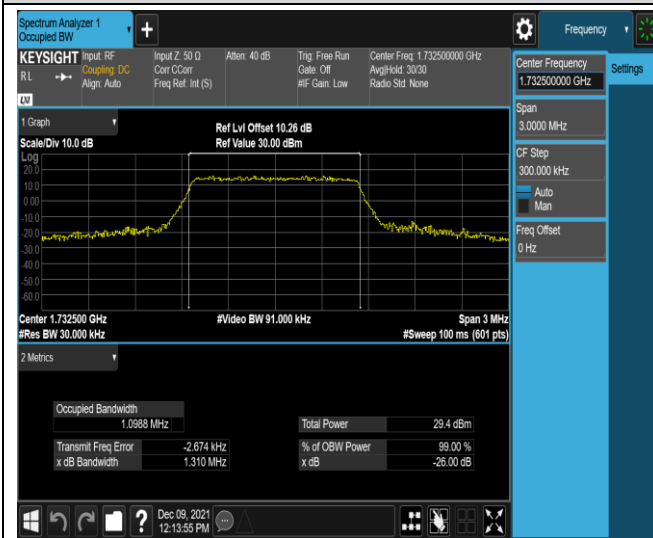 Spectrum Analyzer 1
Occupied BW
+
Frequency
KEYSIGHT
Input: RF
Coupling: DC
Align: Auto
Input Z: 50 Ω
Corr CCorr
Freq Ref: Int (S)
Atten: 40 dB
Trig: Free Run
Gate: Off
#IF Gain: Low
Center Freq: 1.732500000 GHz
Avg|Hold: 30/30
Radio Std: None
RL
LXI
Center Frequency
1.732500000 GHz
Settings
Span
3.0000 MHz
CF Step
300.000 kHz
Auto
Man
Freq Offset
0 Hz
1 Graph
Scale/Div 10.0 dB
Ref Lvl Offset 10.26 dB
Ref Value 30.00 dBm
Log
20.0
10.0
0.00
-10.0
-20.0
-30.0
-40.0
-50.0
-60.0
Center 1.732500 GHz
#Video BW 91.000 kHz
Span 3 MHz
#Res BW 30.000 kHz
#Sweep 100 ms (601 pts)
2 Metrics
Occupied Bandwidth
1.0988 MHz
Total Power 29.4 dBm
Transmit Freq Error -2.674 kHz
% of OBW Power 99.00 %
x dB Bandwidth 1.310 MHz
x dB -26.00 dB
?
Dec 09, 2021
12:13:55 PM